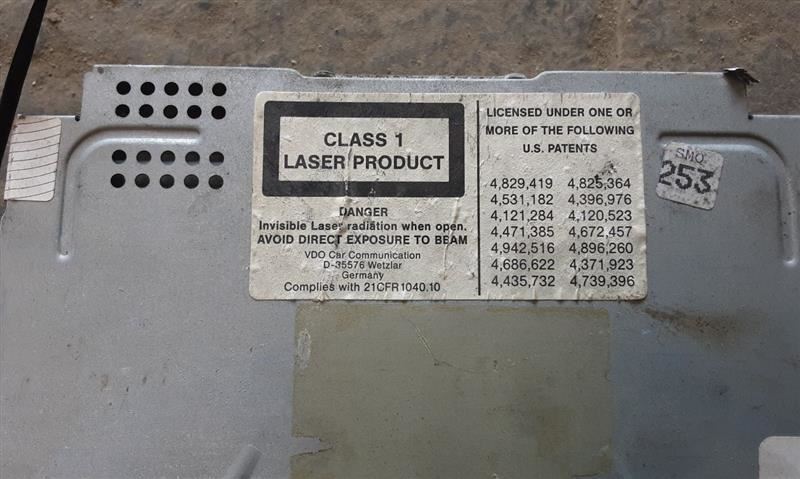 CLASS 1
LASER PRODUCT
DANGER
Invisible Laser radiation when open.
AVOID DIRECT EXPOSURE TO BEAM
VDO Car Communication
D-35576 Wetzlar
Germany
Complies with 21CFR1040.10
LICENSED UNDER ONE OR
MORE OF THE FOLLOWING
U.S. PATENTS
4,829,419 4,825,364
4,531,182 4,396,976
4,121,284 4,120,523
4,471,385 4,672,457
4,942,516 4,896,260
4,686,622 4,371,923
4,435,732 4,739,396
SMQ
253